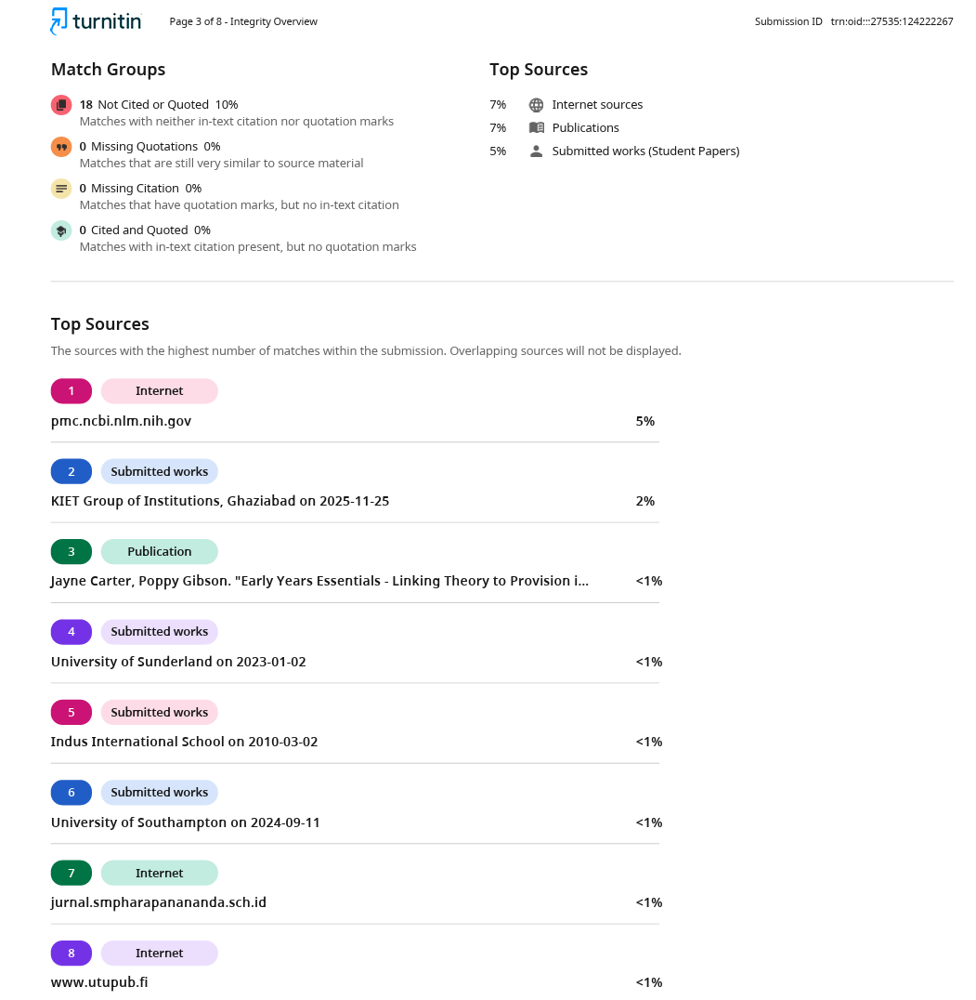 turnitin
Page 3 of 8 - Integrity Overview
Submission ID trn:oid:::27535:124222267
Match Groups
18 Not Cited or Quoted 10%
Matches with neither in-text citation nor quotation marks
0 Missing Quotations 0%
Matches that are still very similar to source material
0 Missing Citation 0%
Matches that have quotation marks, but no in-text citation
0 Cited and Quoted 0%
Matches with in-text citation present, but no quotation marks
Top Sources
7% Internet sources
7% Publications
5% Submitted works (Student Papers)
Top Sources
The sources with the highest number of matches within the submission. Overlapping sources will not be displayed.
1 Internet
pmc.ncbi.nlm.nih.gov 5%
2 Submitted works
KIET Group of Institutions, Ghaziabad on 2025-11-25 2%
3 Publication
Jayne Carter, Poppy Gibson. "Early Years Essentials - Linking Theory to Provision i... <1%
4 Submitted works
University of Sunderland on 2023-01-02 <1%
5 Submitted works
Indus International School on 2010-03-02 <1%
6 Submitted works
University of Southampton on 2024-09-11 <1%
7 Internet
jurnal.smpharapanananda.sch.id <1%
8 Internet
www.utupub.fi <1%